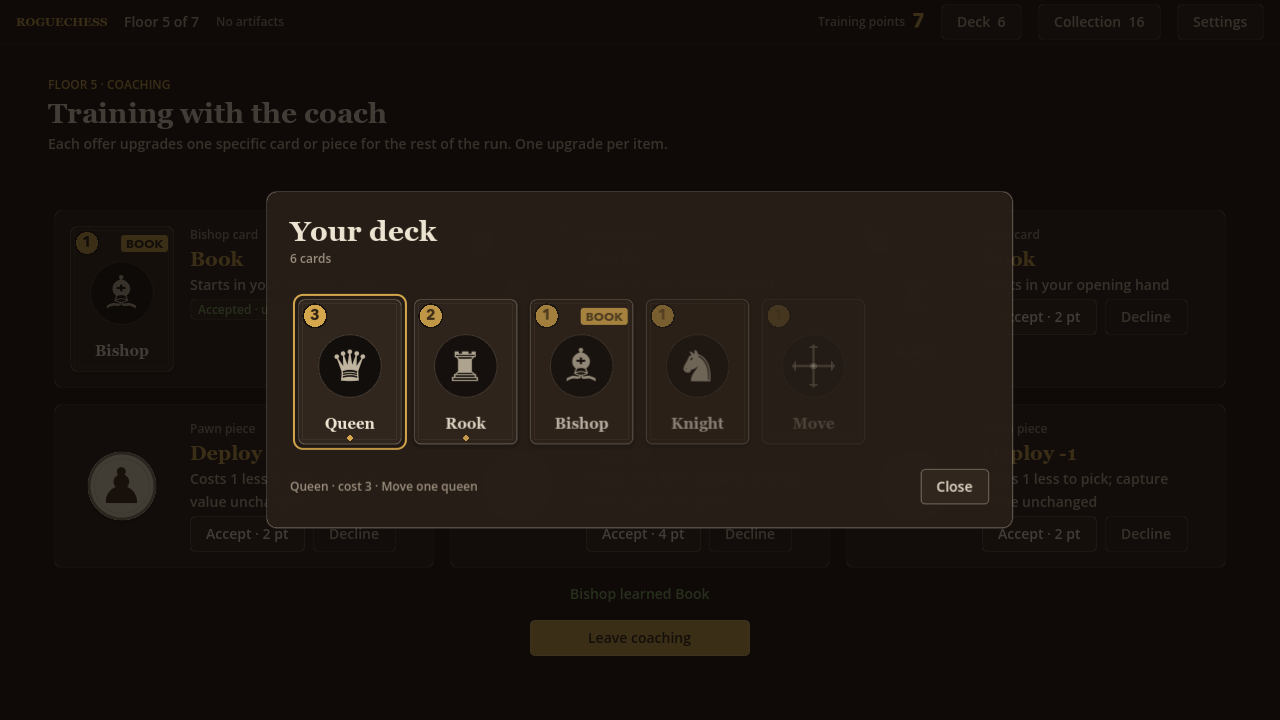 ROGUECHESS Floor 5 of 7 No artifacts Training points 7 Deck 6 Collection 16 Settings
FLOOR 5 · COACHING
Training with the coach
Each offer upgrades one specific card or piece for the rest of the run. One upgrade per item.
Your deck
6 cards
3 Queen
2 Rook
1 BOOK Bishop
1 Knight
1 Move
Queen · cost 3 · Move one queen
Close
1 BOOK
Bishop
Bishop card
Book
Starts in
Accepted ·
card
in your opening hand
· 2 pt Decline
Pawn piece
Deploy
Costs 1 less
value
Accept · 2 pt Decline
Accept · 4 pt Decline
piece
-1
1 less to pick; capture
unchanged
Accept · 2 pt Decline
Bishop learned Book
Leave coaching